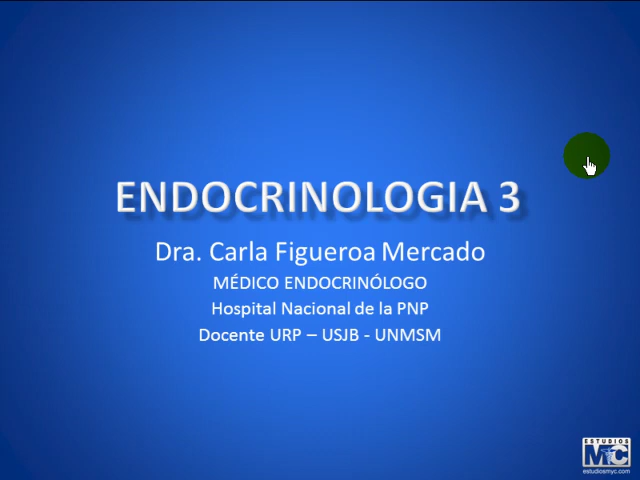 ENDOCRINOLOGIA 3
Dra. Carla Figueroa Mercado
MÉDICO ENDOCRINÓLOGO
Hospital Nacional de la PNP
Docente URP – USJB - UNMSM
ESTUDIOS
MyC
estudiosmyc.com